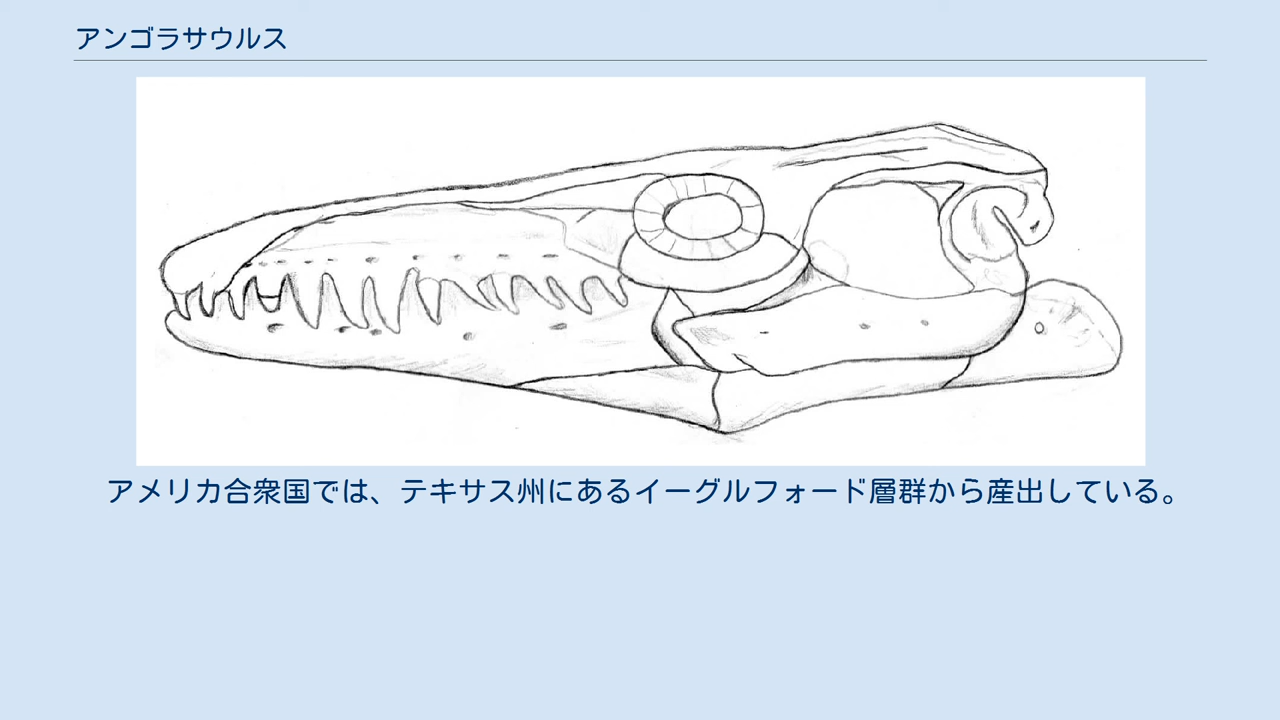 アンゴラサウルス
アメリカ合衆国では、テキサス州にあるイーグルフォード層群から産出している。